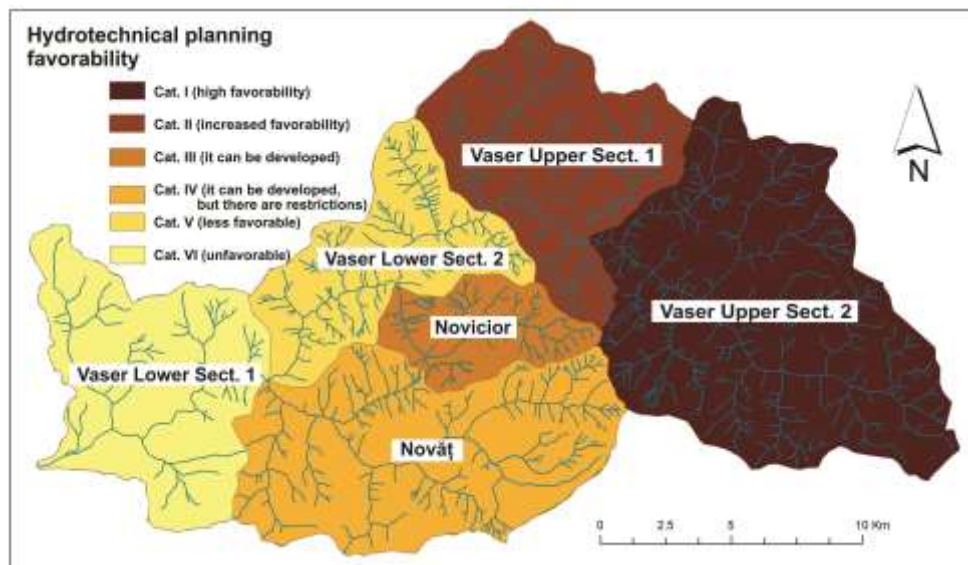 Hydrotechnical planning
favorability
Cat. I (high favorability)
Cat. II (increased favorability)
Cat. III (it can be developed)
Cat. IV (it can be developed,
but there are restrictions)
Cat. V (less favorable)
Cat. VI (unfavorable)
Vaser Upper Sect. 1
N
Vaser Lower Sect. 2
Vaser Upper Sect. 2
Novicior
Vaser Lower Sect. 1
Novăţ
0 2.5 5 10 Km